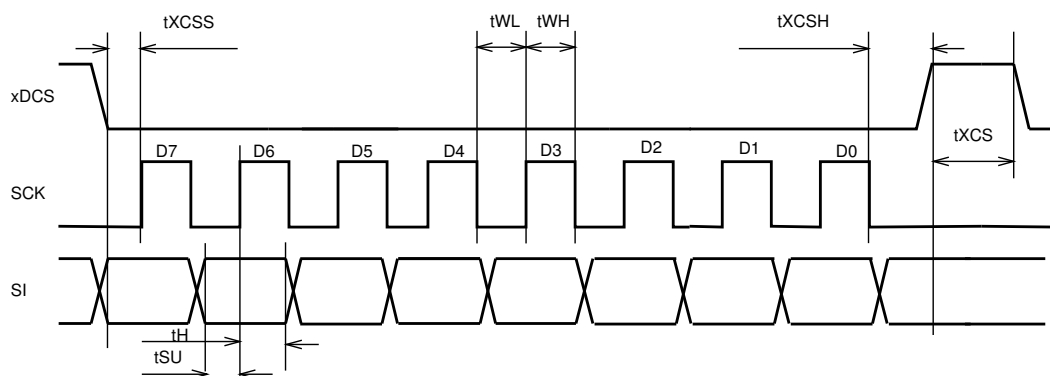 tXCSS
tWL
tWH
tXCSH
xDCS
D7
D6
D5
D4
D3
D2
D1
D0
tXCS
SCK
SI
tH
tSU